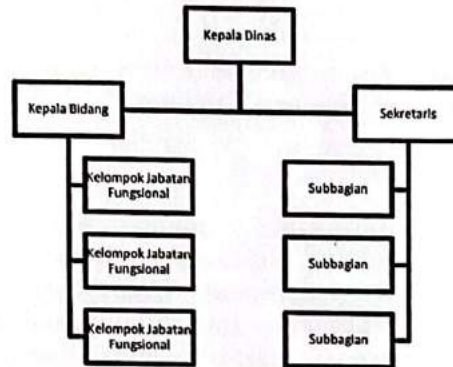 Kepala Dinas
Kepala Bidang
Sekretaris
Kelompok Jabatan
Fungsional
Subbagian
Kelompok Jabatan
Fungsional
Subbagian
Kelompok Jabatan
Fungsional
Subbagian